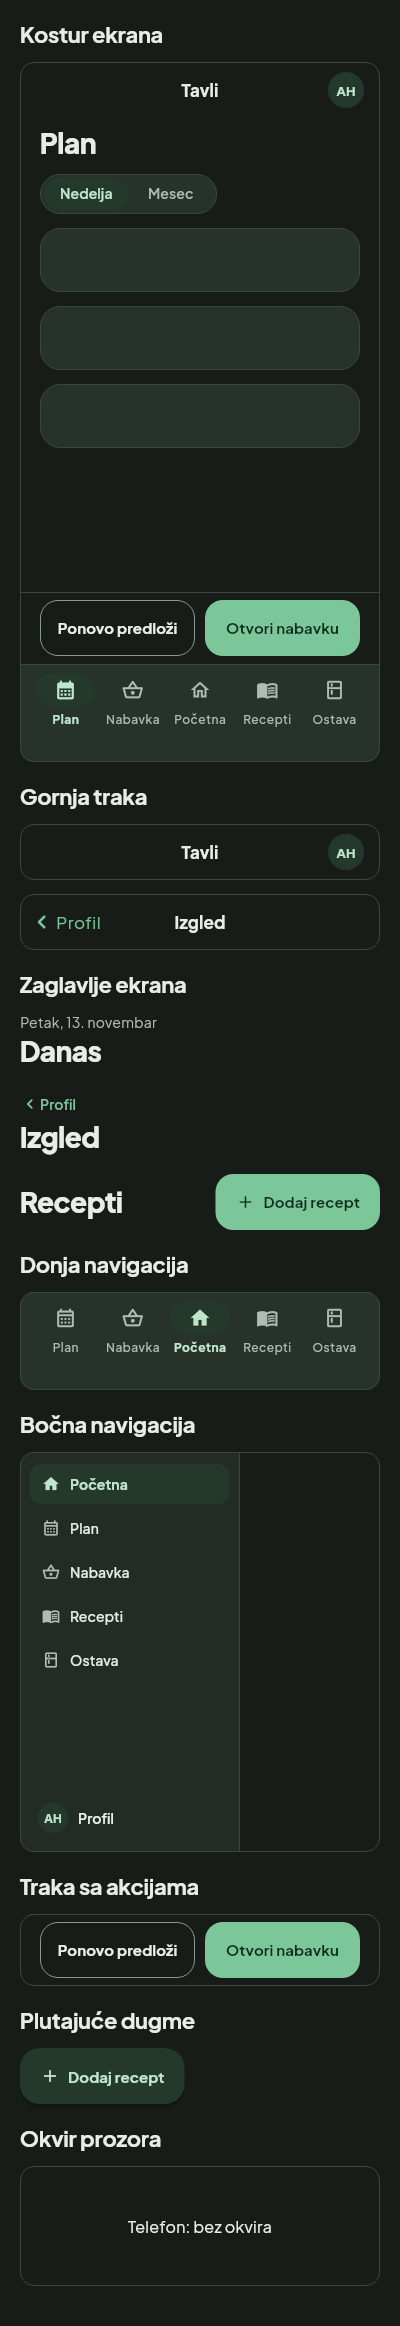 Kostur ekrana
Tavli
AH
Plan
Nedelja
Mesec
Ponovo predloži
Otvori nabavku
Plan
Nabavka
Početna
Recepti
Ostava
Gornja traka
Tavli
AH
Profil
Izgled
Zaglavlje ekrana
Petak, 13. novembar
Danas
Profil
Izgled
Recepti
Dodaj recept
Donja navigacija
Plan
Nabavka
Početna
Recepti
Ostava
Bočna navigacija
Početna
Plan
Nabavka
Recepti
Ostava
AH
Profil
Traka sa akcijama
Ponovo predloži
Otvori nabavku
Plutajuće dugme
Dodaj recept
Okvir prozora
Telefon: bez okvira